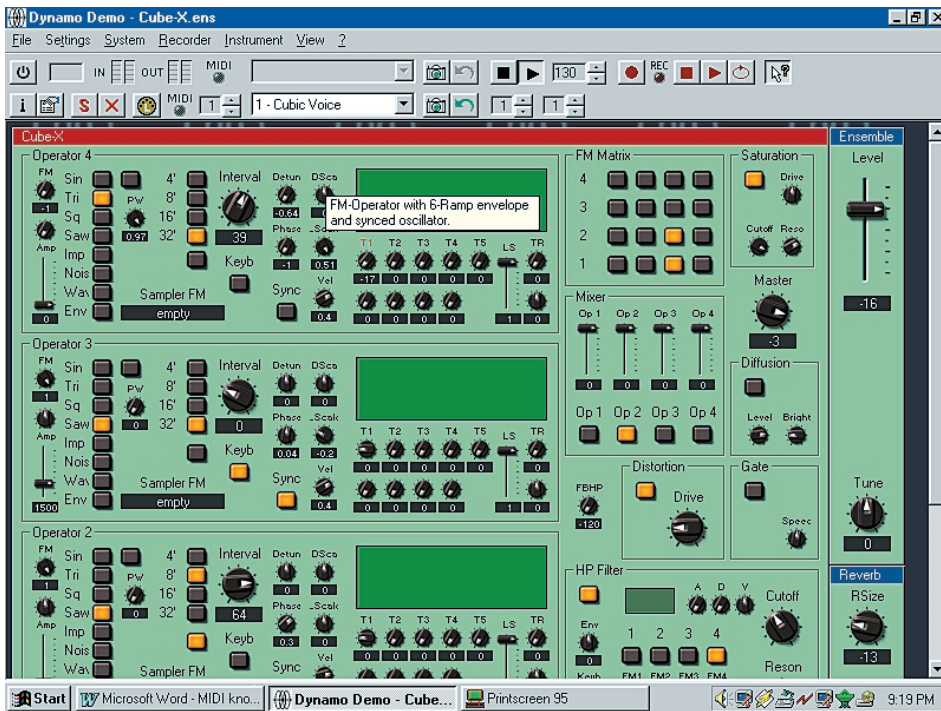 Dynamo Demo - Cube-X.ens
File Settings System Recorder Instrument View ?
IN OUT MIDI 130 REC
i S MIDI 1 1 - Cubic Voice 1 1
Cube-X
Ensemble
Operator 4
FM Sin 4' Interval Detun DSca
-1 Tri PW 8' -0.64
Sq 16' Phase
Amp Saw 0.97 32' 39 -1 0.51
Imp Keyb Vel
Nois Sync
Wav Sampler FM 0.4
0 Env empty
FM-Operator with 6-Ramp envelope
and synced oscillator.
T1 T2 T3 T4 T5 LS TR
-17 0 0 0 0 0
0 0 0 0 1 0
Operator 3
FM Sin 4' Interval Detun DSca
1 Tri PW 8' 0 0
Sq 16' Phase _Scale
Amp Saw 0 32' 0 0.04 -0.2
Imp Keyb Vel
Nois Sync
Wav Sampler FM 0.4
1500 Env empty
T1 T2 T3 T4 T5 LS TR
0 0 0 0 0 0
0 0 0 0 1 0
Operator 2
FM Sin 4' Interval Detun DSca
1 Tri PW 8' 0 0
Sq 16' Phase _Scale
Amp Saw 0 32' 64 0.3 0
Imp Keyb Vel
Nois Sync
Wav Sampler FM
T1 T2 T3 T4 T5 LS TR
0 0 0 0 0 0
FM Matrix
4
3
2
1
Saturation
Drive
Cutoff Reso
Master
-3
Mixer
Op 1 Op 2 Op 3 Op 4
0 0 0 0
Op 1 Op 2 Op 3 Op 4
Diffusion
Level Bright
FBHP
-120
Distortion
Drive
Gate
Speec
HP Filter
A D V Cutoff
Env 1 2 3 4
0
Keyb FM1 FM2 FM3 FM4 Reson
Level
-16
Tune
0
Reverb
RSize
-13
Start Microsoft Word - MIDI kno... Dynamo Demo - Cube... Printscreen 95 9:19 PM